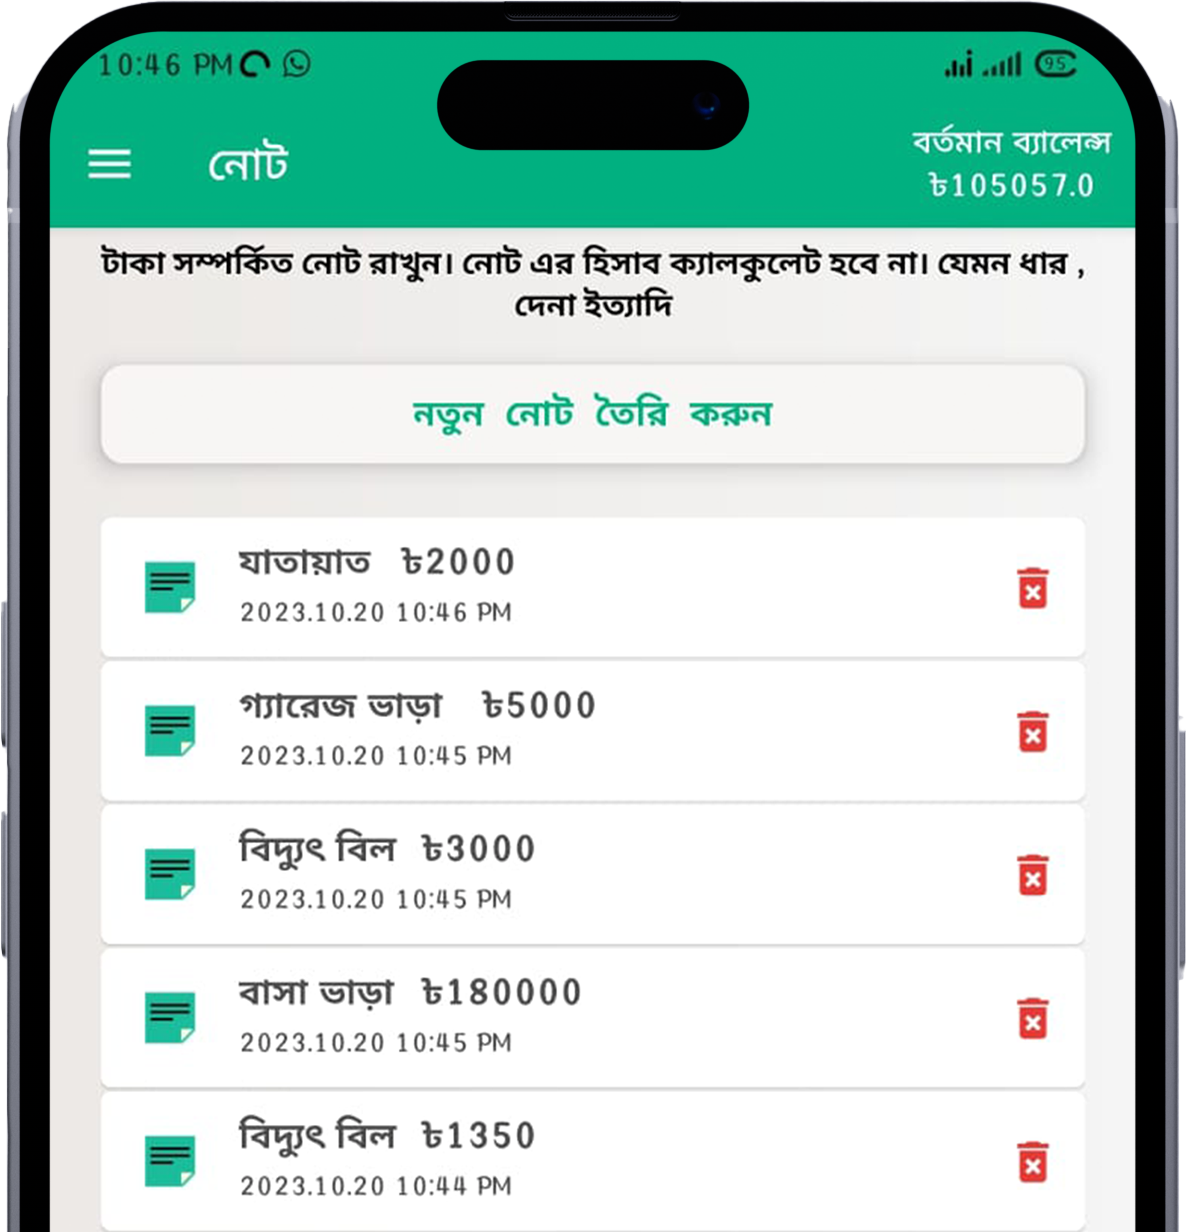 10:46 PM 95
নোট
বর্তমান ব্যালেন্স
৳105057.0
টাকা সম্পর্কিত নোট রাখুন। নোট এর হিসাব ক্যালকুলেট হবে না। যেমন ধার ,
দেনা ইত্যাদি
নতুন নোট তৈরি করুন
যাতায়াত ৳2000
2023.10.20 10:46 PM
গ্যারেজ ভাড়া ৳5000
2023.10.20 10:45 PM
বিদ্যুৎ বিল ৳3000
2023.10.20 10:45 PM
বাসা ভাড়া ৳180000
2023.10.20 10:45 PM
বিদ্যুৎ বিল ৳1350
2023.10.20 10:44 PM